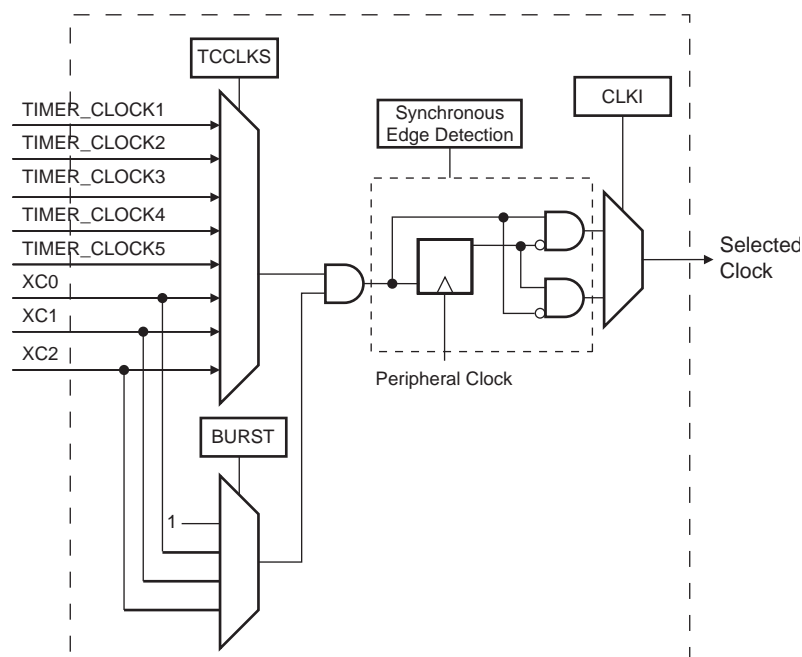 TCCLKS
TIMER_CLOCK1
TIMER_CLOCK2
TIMER_CLOCK3
TIMER_CLOCK4
TIMER_CLOCK5
XC0
XC1
XC2
Synchronous
Edge Detection
CLKI
Selected
Clock
Peripheral Clock
BURST
1